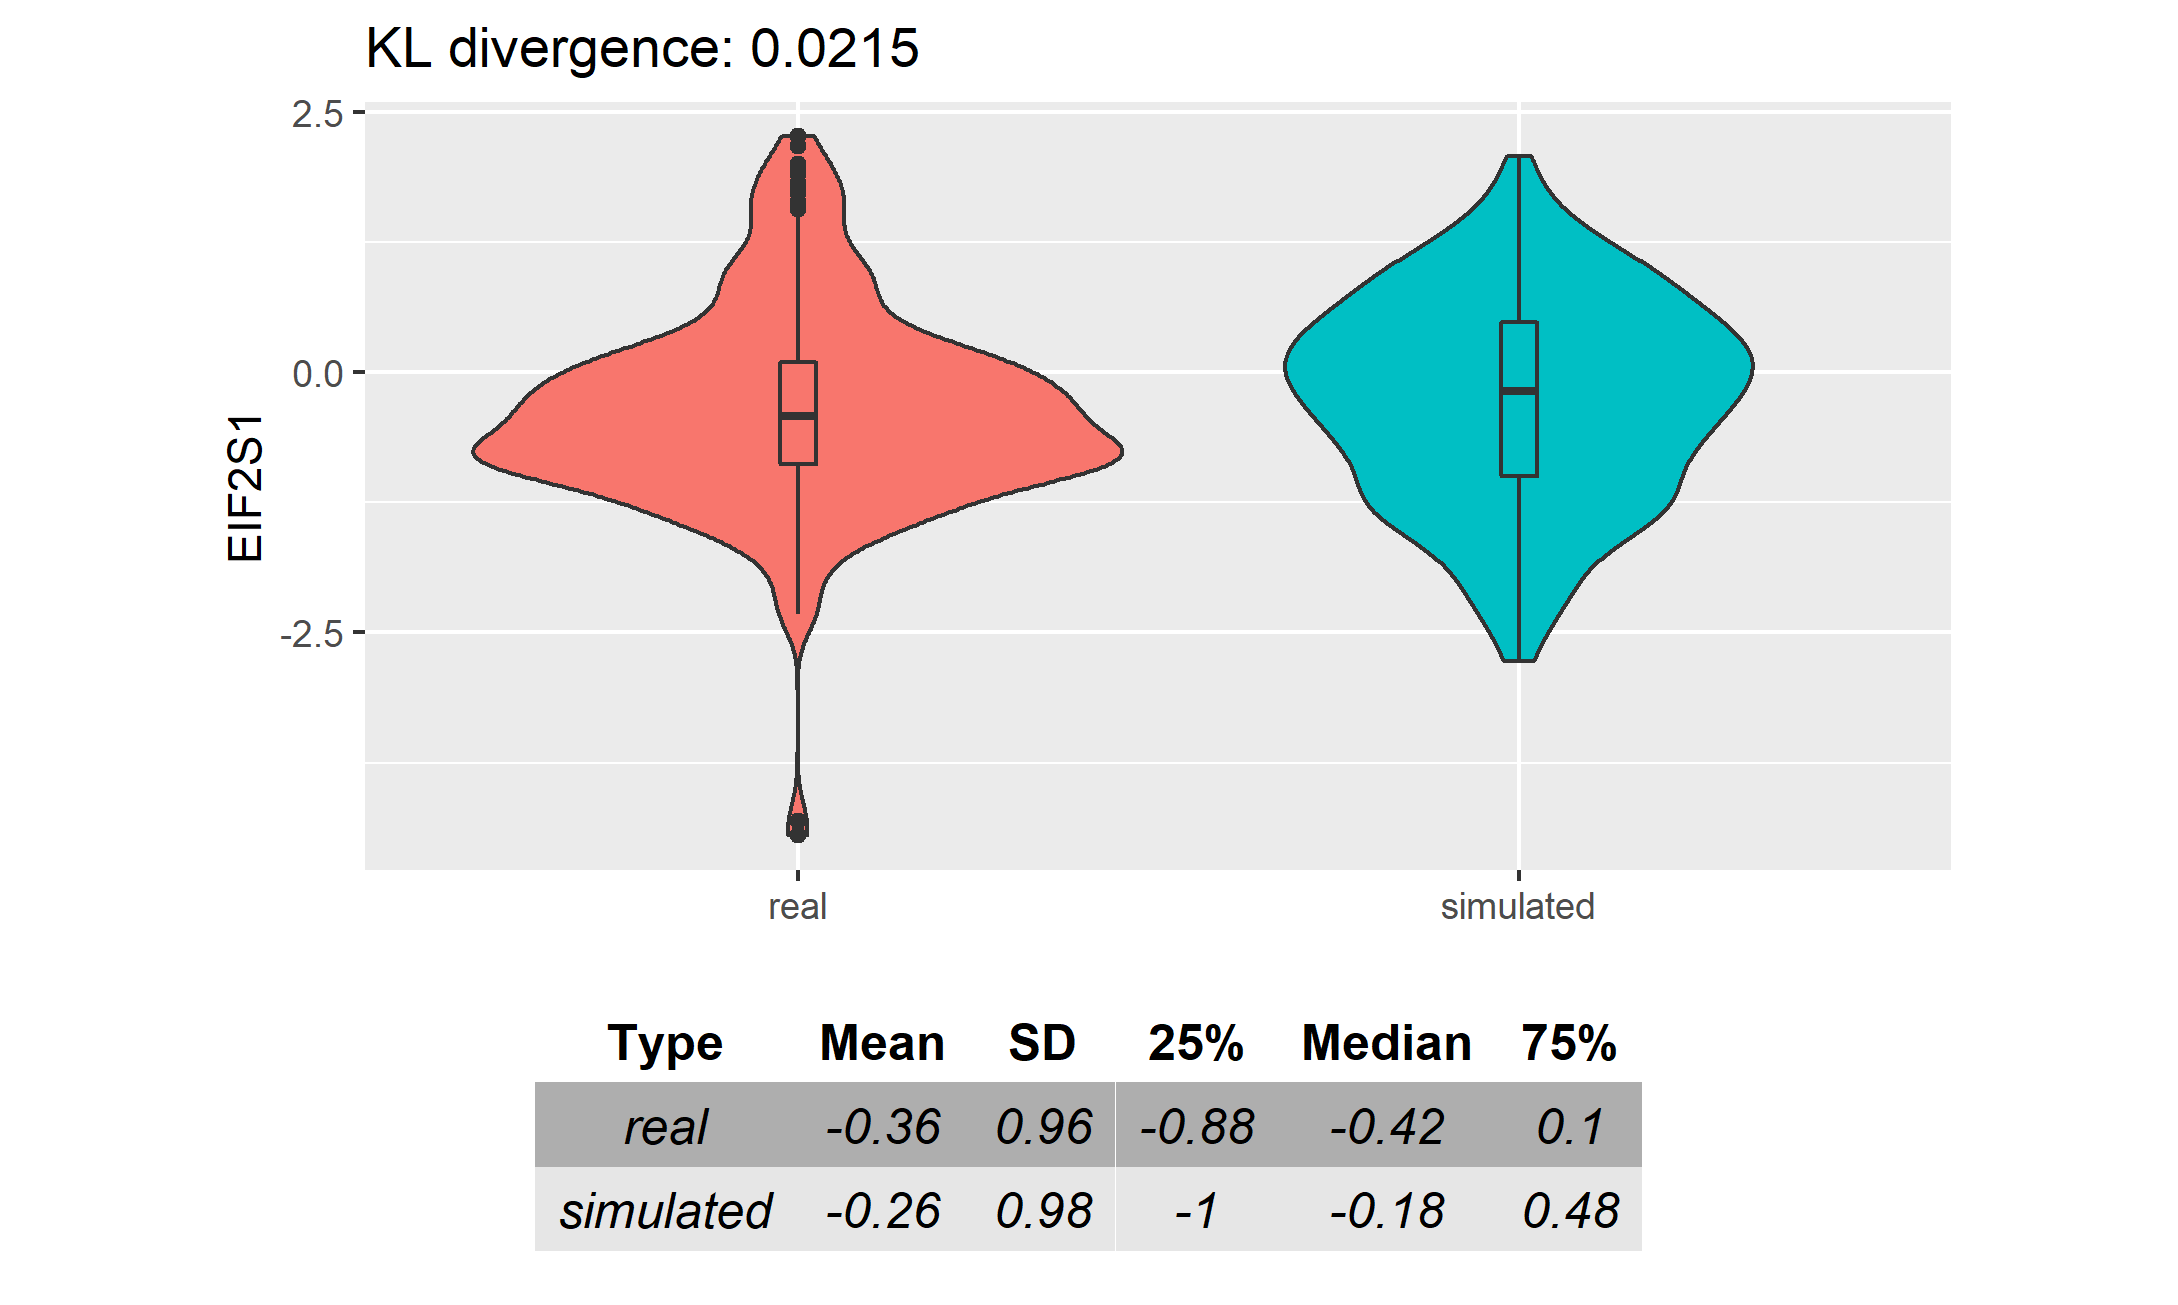 KL divergence: 0.0215
2.5
0.0
-2.5
EIF2S1
real simulated
Type Mean SD 25% Median 75%
real -0.36 0.96 -0.88 -0.42 0.1
simulated -0.26 0.98 -1 -0.18 0.48